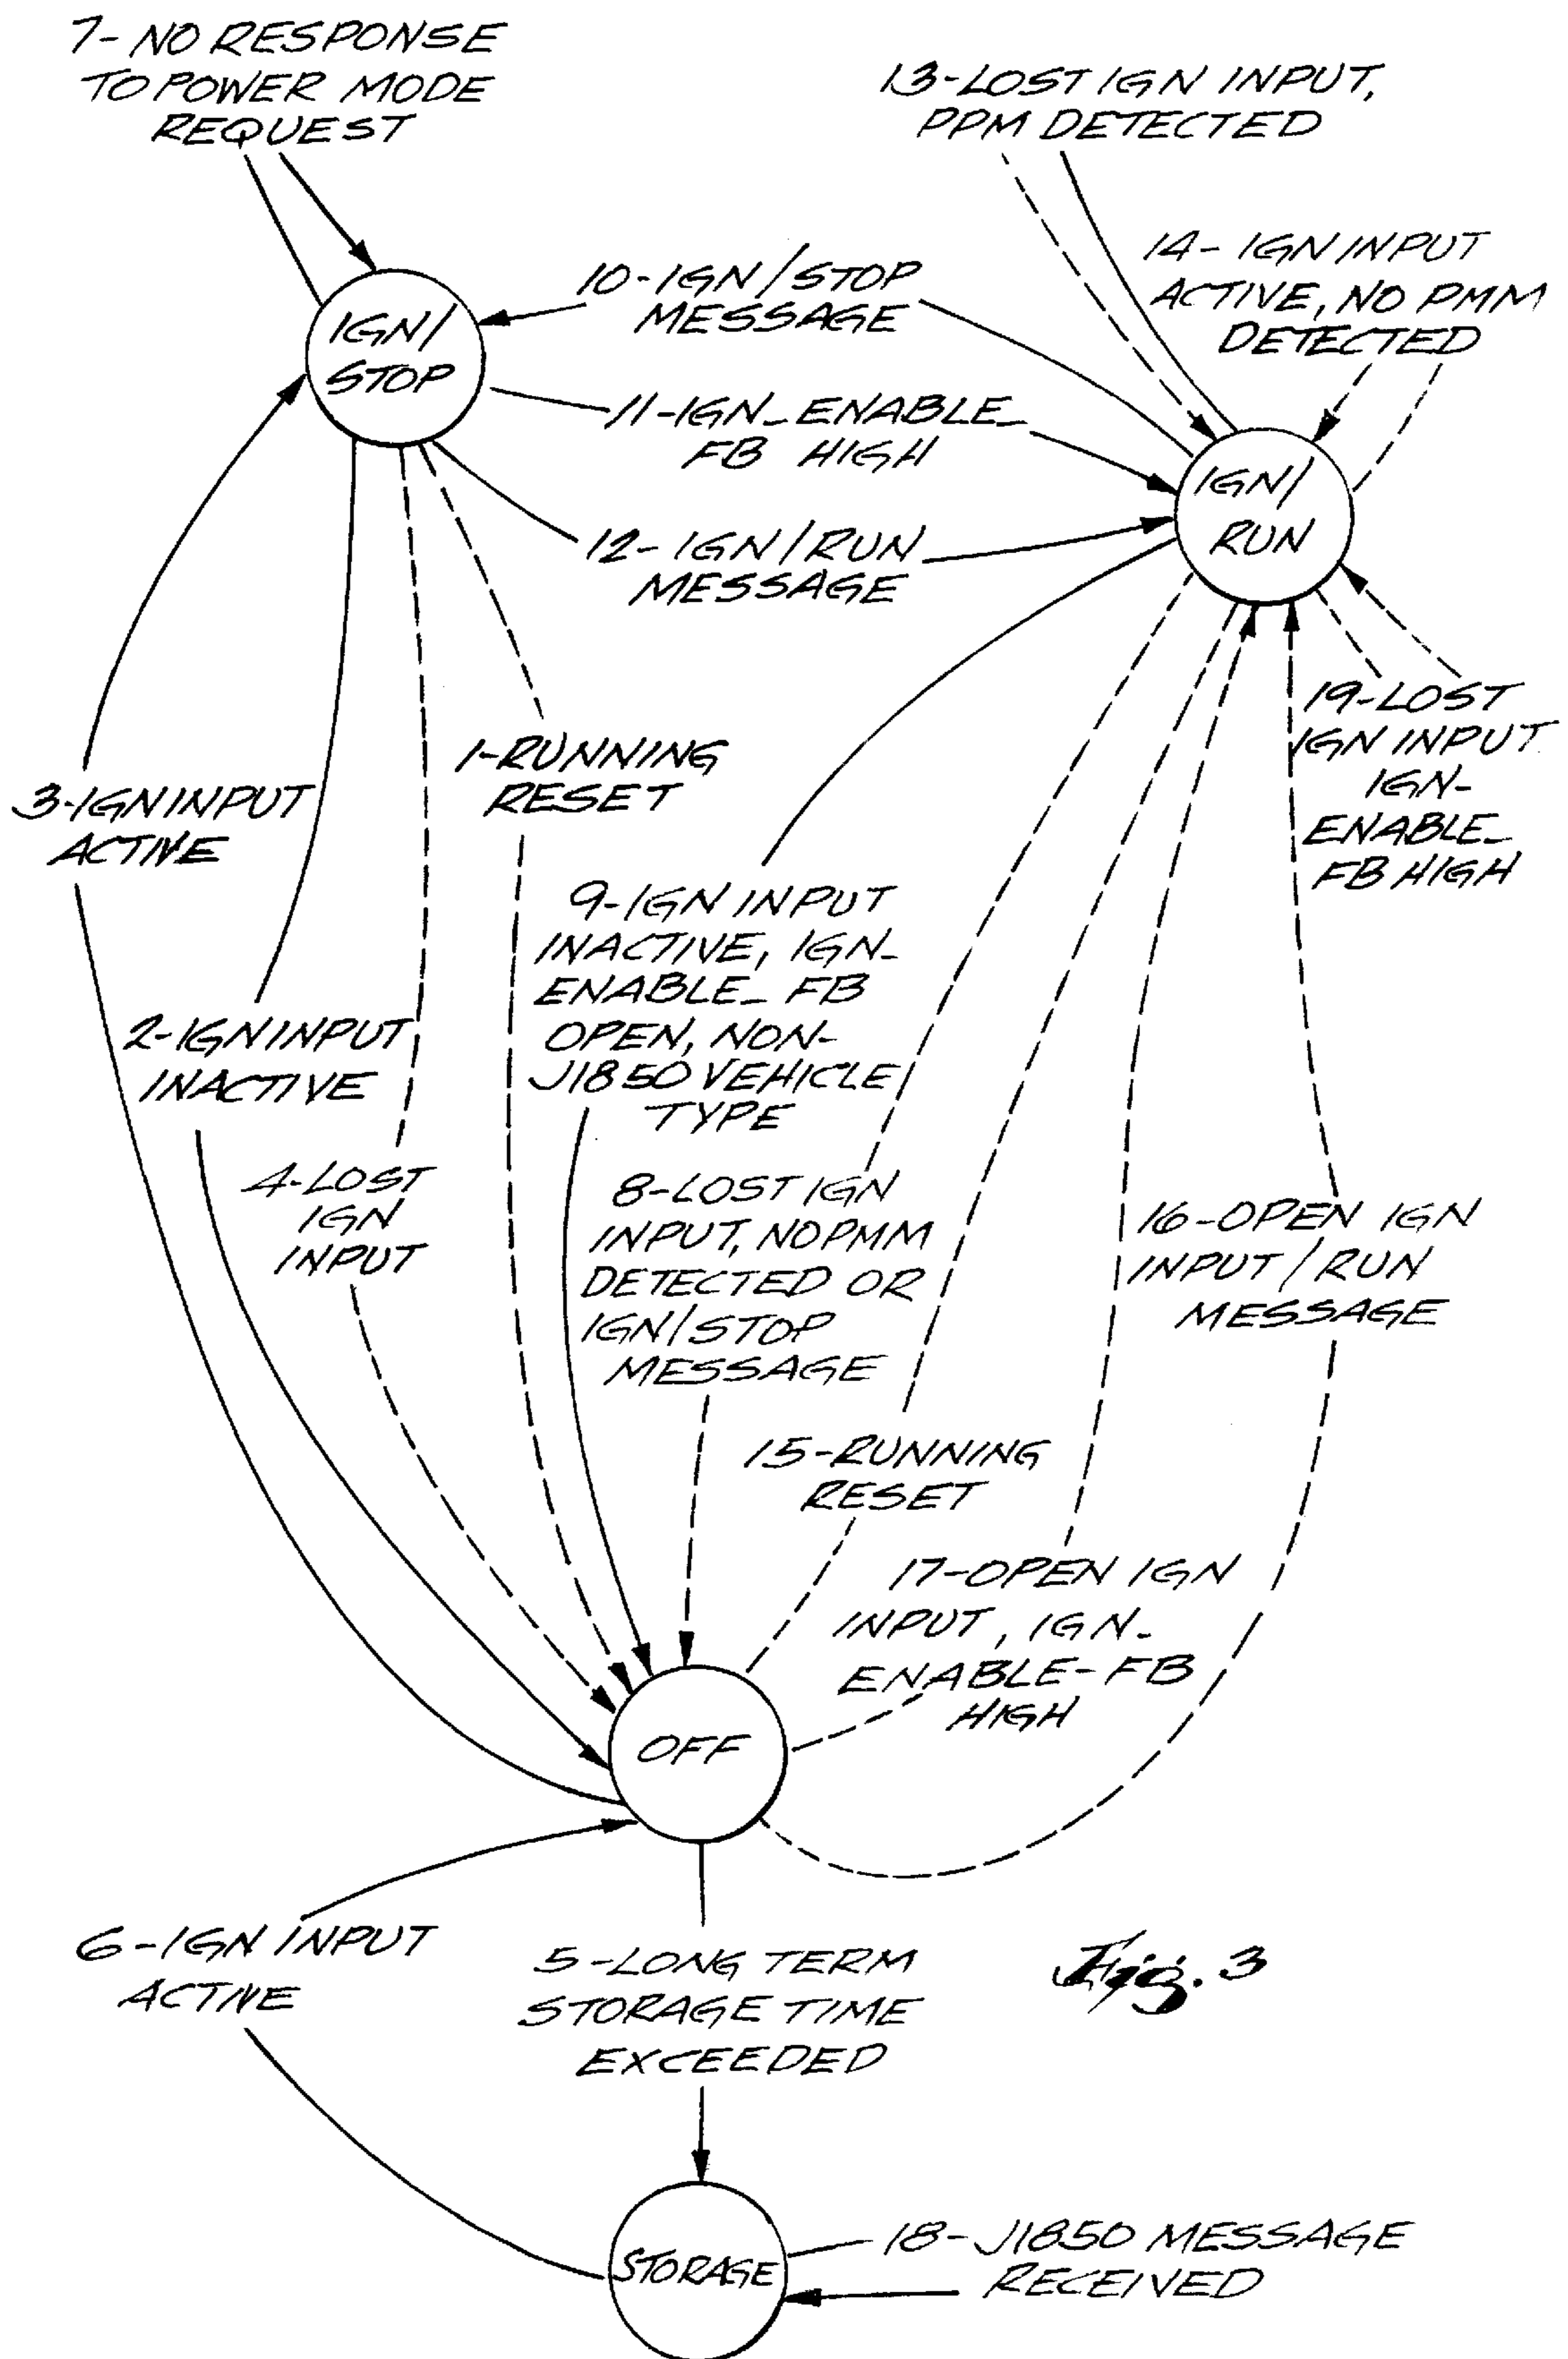 7-NO RESPONSE
TO POWER MODE
REQUEST
13-LOST IGN INPUT,
PPM DETECTED
14-IGN INPUT
ACTIVE, NO PMM
DETECTED
10-IGN/STOP
MESSAGE
IGN/
STOP
11-IGN_ENABLE_
FB HIGH
IGN/
RUN
12-IGN/RUN
MESSAGE
19-LOST
IGN INPUT
IGN-
ENABLE_
FB HIGH
1-RUNNING
RESET
3-IGN INPUT
ACTIVE
9-IGN INPUT
INACTIVE, IGN_
ENABLE_FB
OPEN, NON-
J1850 VEHICLE
TYPE
2-IGN INPUT
INACTIVE
4-LOST
IGN
INPUT
8-LOST IGN
INPUT, NO PMM
DETECTED OR
IGN/STOP
MESSAGE
16-OPEN IGN
INPUT/RUN
MESSAGE
15-RUNNING
RESET
17-OPEN IGN
INPUT, IGN-
ENABLE-FB
HIGH
OFF
6-IGN INPUT
ACTIVE
5-LONG TERM
STORAGE TIME
EXCEEDED
Fig. 3
STORAGE
18-J1850 MESSAGE
RECEIVED